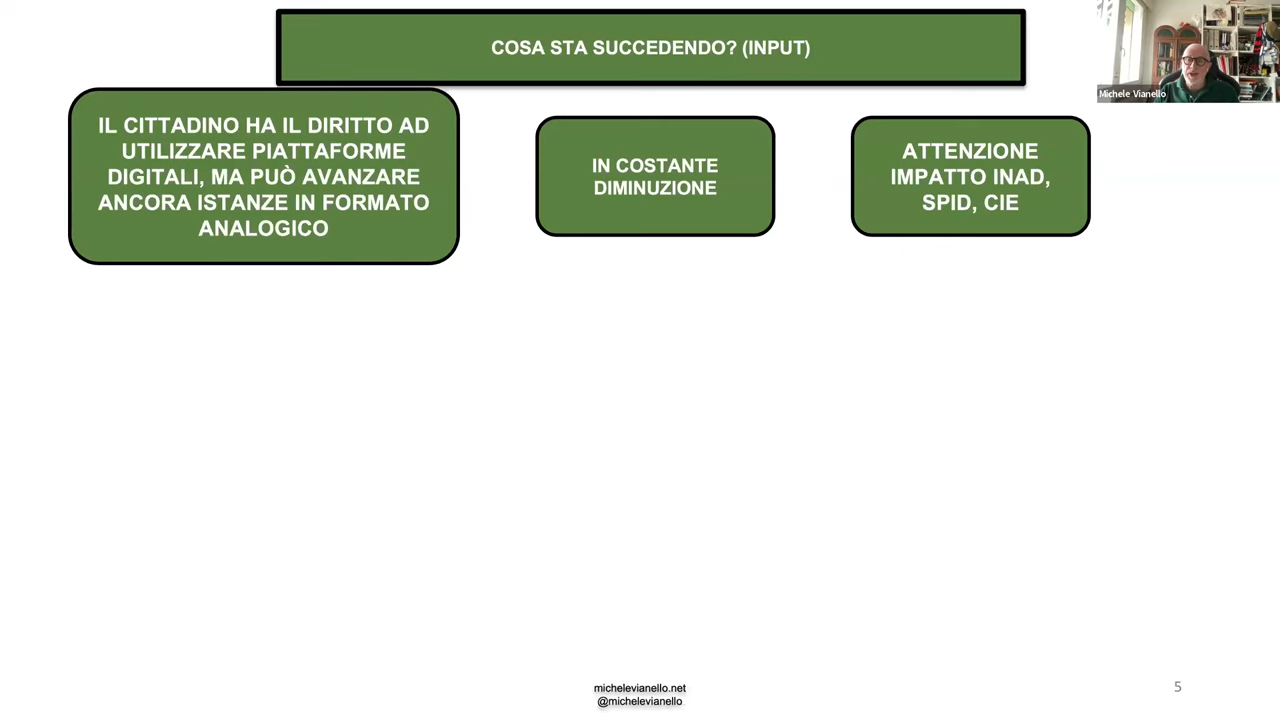 COSA STA SUCCEDENDO? (INPUT)
Michele Vianello
IL CITTADINO HA IL DIRITTO AD
UTILIZZARE PIATTAFORME
DIGITALI, MA PUÒ AVANZARE
ANCORA ISTANZE IN FORMATO
ANALOGICO
IN COSTANTE
DIMINUZIONE
ATTENZIONE
IMPATTO INAD,
SPID, CIE
michelevianello.net
@michelevianello
5